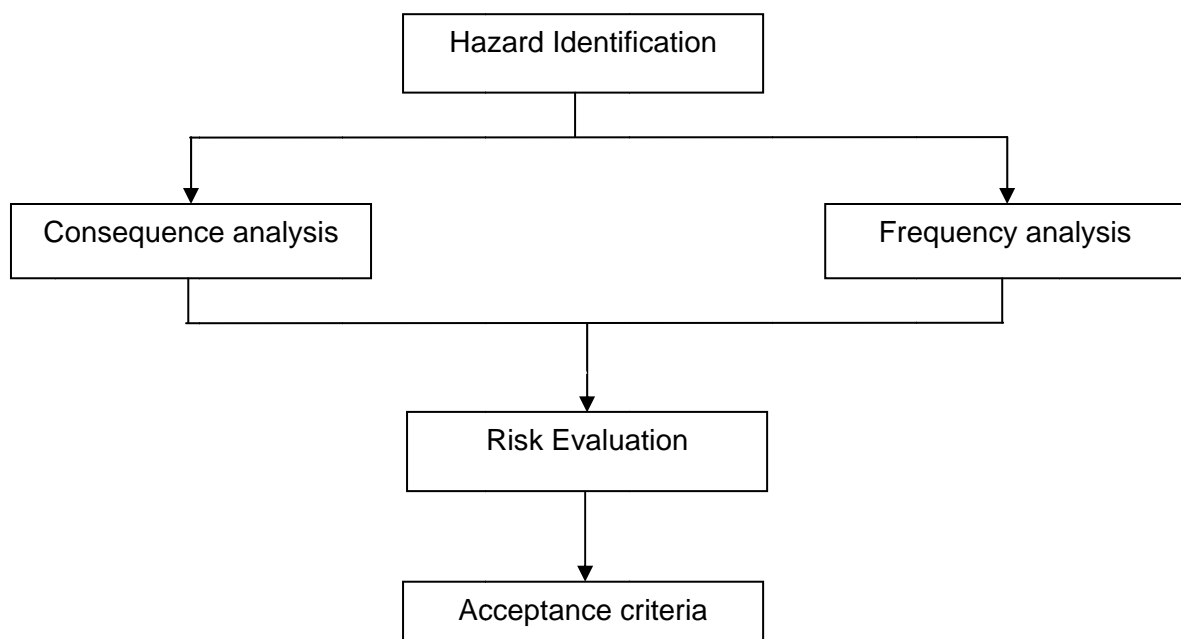 Hazard Identification
Consequence analysis
Frequency analysis
Risk Evaluation
Acceptance criteria